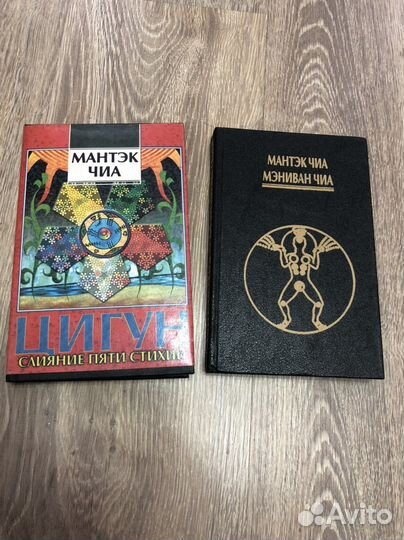 МАНТЭК
ЧИА
ЦИГУН
СЛИЯНИЕ ПЯТИ СТИХИЙ
МАНТЭК ЧИА
МЭНИВАН ЧИА
Avito